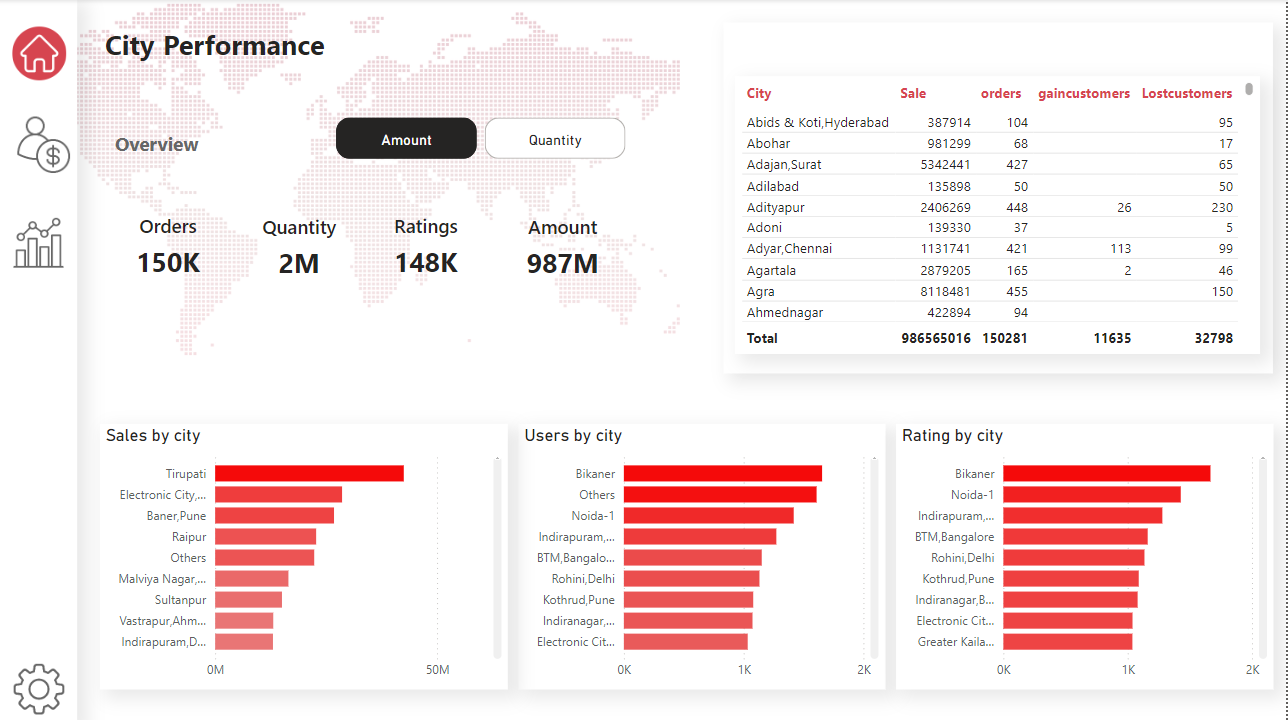 City Performance
Overview
Amount
Quantity
Orders Quantity Ratings Amount
150K 2M 148K 987M
City Sale orders gaincustomers Lostcustomers
Abids & Koti,Hyderabad 387914 104 95
Abohar 981299 68 17
Adajan,Surat 5342441 427 65
Adilabad 135898 50 50
Adityapur 2406269 448 26 230
Adoni 139330 37 5
Adyar,Chennai 1131741 421 113 99
Agartala 2879205 165 2 46
Agra 8118481 455 150
Ahmednagar 422894 94
Total 986565016 150281 11635 32798
Sales by city
Tirupati
Electronic City,...
Baner,Pune
Raipur
Others
Malviya Nagar,...
Sultanpur
Vastrapur,Ahm...
Indirapuram,D...
0M 50M
Users by city
Bikaner
Others
Noida-1
Indirapuram,...
BTM,Bangalo...
Rohini,Delhi
Kothrud,Pune
Indiranagar,...
Electronic Cit...
0K 1K 2K
Rating by city
Bikaner
Noida-1
Indirapuram,...
BTM,Bangalore
Rohini,Delhi
Kothrud,Pune
Indiranagar,B...
Electronic Cit...
Greater Kaila...
0K 1K 2K